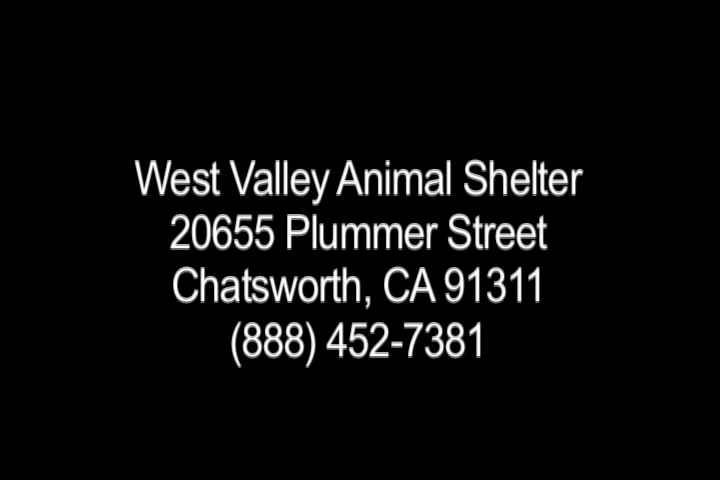 West Valley Animal Shelter
20655 Plummer Street
Chatsworth, CA 91311
(888) 452-7381